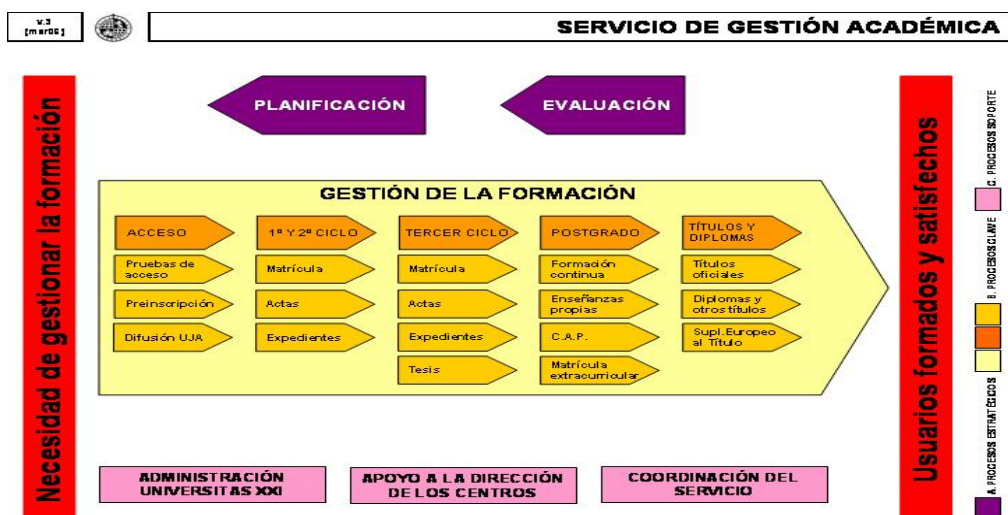 v.3
[mar06]
SERVICIO DE GESTIÓN ACADÉMICA
Necesidad de gestionar la formación
PLANIFICACIÓN
EVALUACIÓN
GESTIÓN DE LA FORMACIÓN
ACCESO
Pruebas de
acceso
Preinscripción
Difusión UJA
1º Y 2º CICLO
Matrícula
Actas
Expedientes
TERCER CICLO
Matrícula
Actas
Expedientes
Tesis
POSTGRADO
Formación
continua
Enseñanzas
propias
C.A.P.
Matrícula
extracurricular
TÍTULOS Y
DIPLOMAS
Títulos
oficiales
Diplomas y
otros títulos
Supl.Europeo
al Título
ADMINISTRACIÓN
UNIVERSITAS XXI
APOYO A LA DIRECCIÓN
DE LOS CENTROS
COORDINACIÓN DEL
SERVICIO
Usuarios formados y satisfechos
A. PROCESOS ESTRATÉGICOS
B. PROCESOS CLAVE
C. PROCESOS SOPORTE